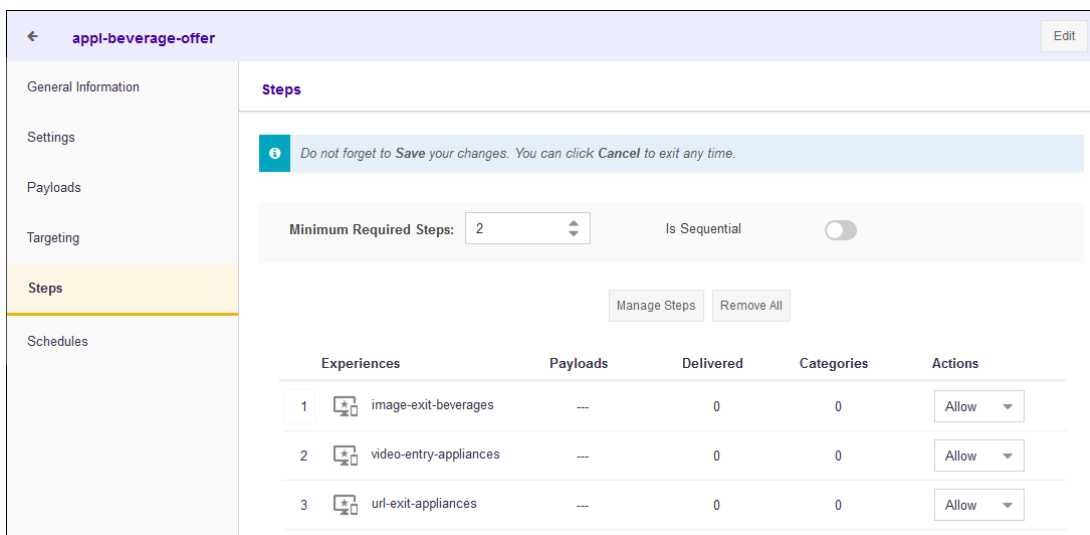 appl-beverage-offer
Edit
General Information
Settings
Payloads
Targeting
Steps
Schedules
Steps
Do not forget to Save your changes. You can click Cancel to exit any time.
Minimum Required Steps: 2 Is Sequential
Manage Steps Remove All
Experiences Payloads Delivered Categories Actions
1 image-exit-beverages --- 0 0 Allow
2 video-entry-appliances --- 0 0 Allow
3 url-exit-appliances --- 0 0 Allow